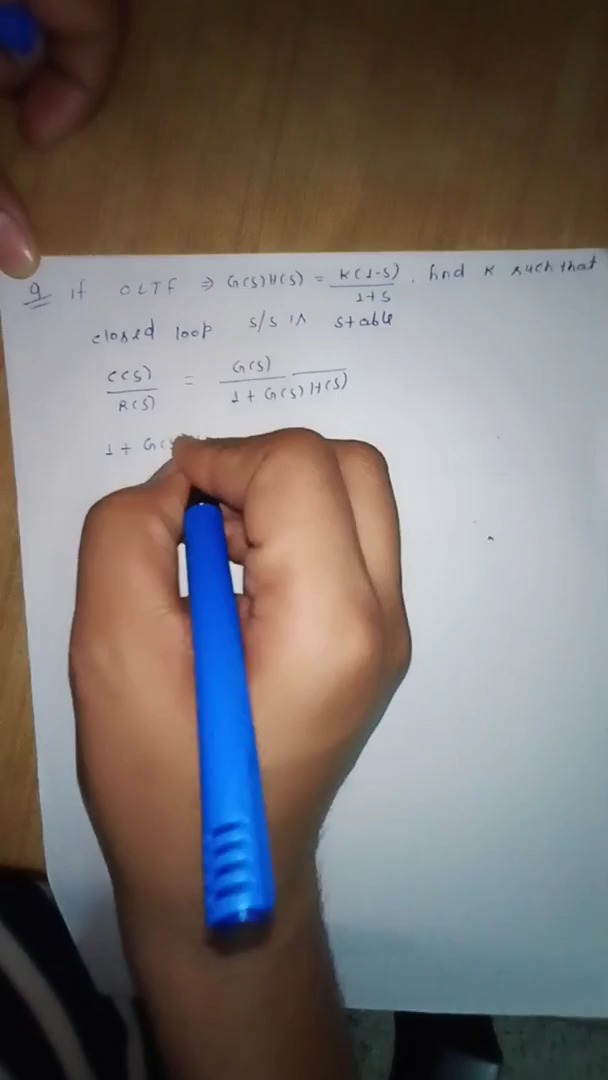 Q if OLTF ⇒ G(s)H(s) = K(1-s)/1+s . find K such that
closed loop s/s is stable
C(s)/R(s) = G(s)/1 + G(s)H(s)
1 + G(s)